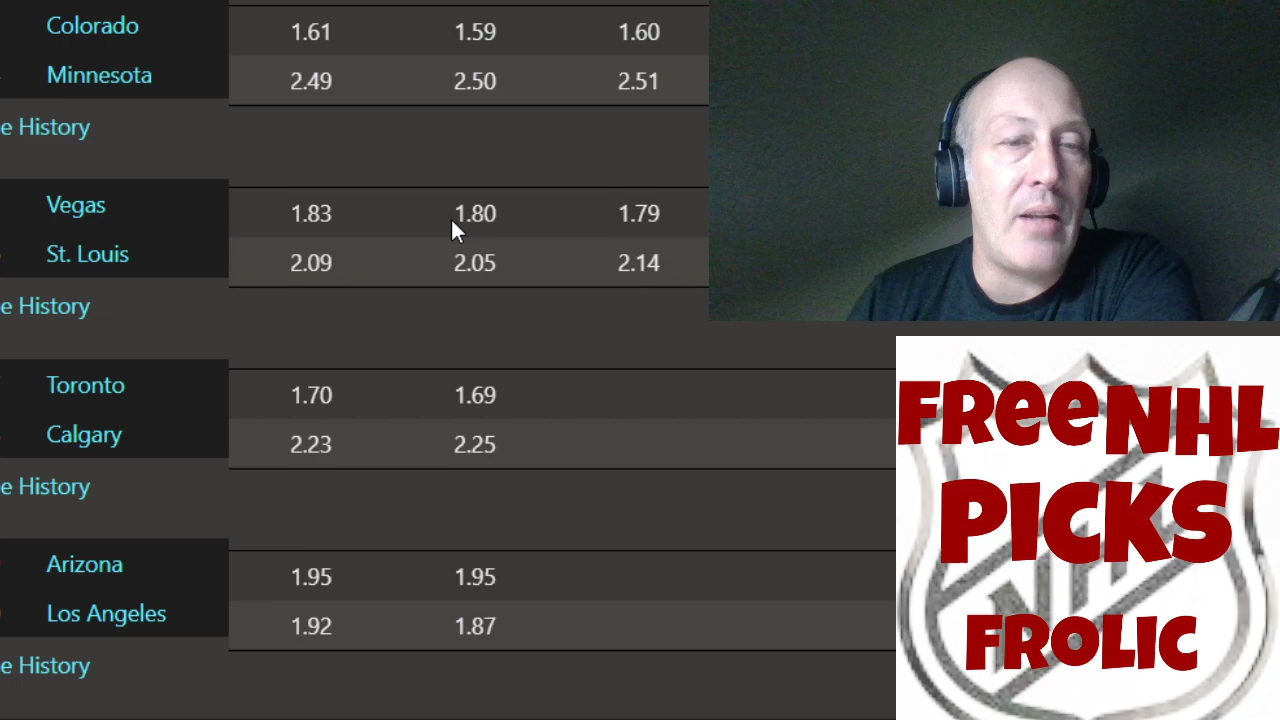 Colorado 1.61 1.59 1.60
Minnesota 2.49 2.50 2.51
e History
Vegas 1.83 1.80 1.79
St. Louis 2.09 2.05 2.14
e History
Toronto 1.70 1.69
Calgary 2.23 2.25
e History
Arizona 1.95 1.95
Los Angeles 1.92 1.87
e History
FReeNHL
PICKS
FROLIC
NHL